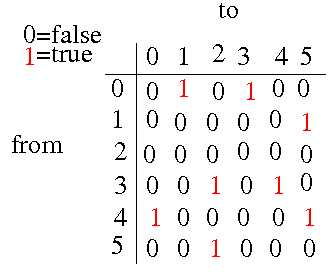 to
0=false
1=true
0 1 2 3 4 5
0 0 1 0 1 0 0
1 0 0 0 0 0 1
from
2 0 0 0 0 0 0
3 0 0 1 0 1 0
4 1 0 0 0 0 1
5 0 0 1 0 0 0